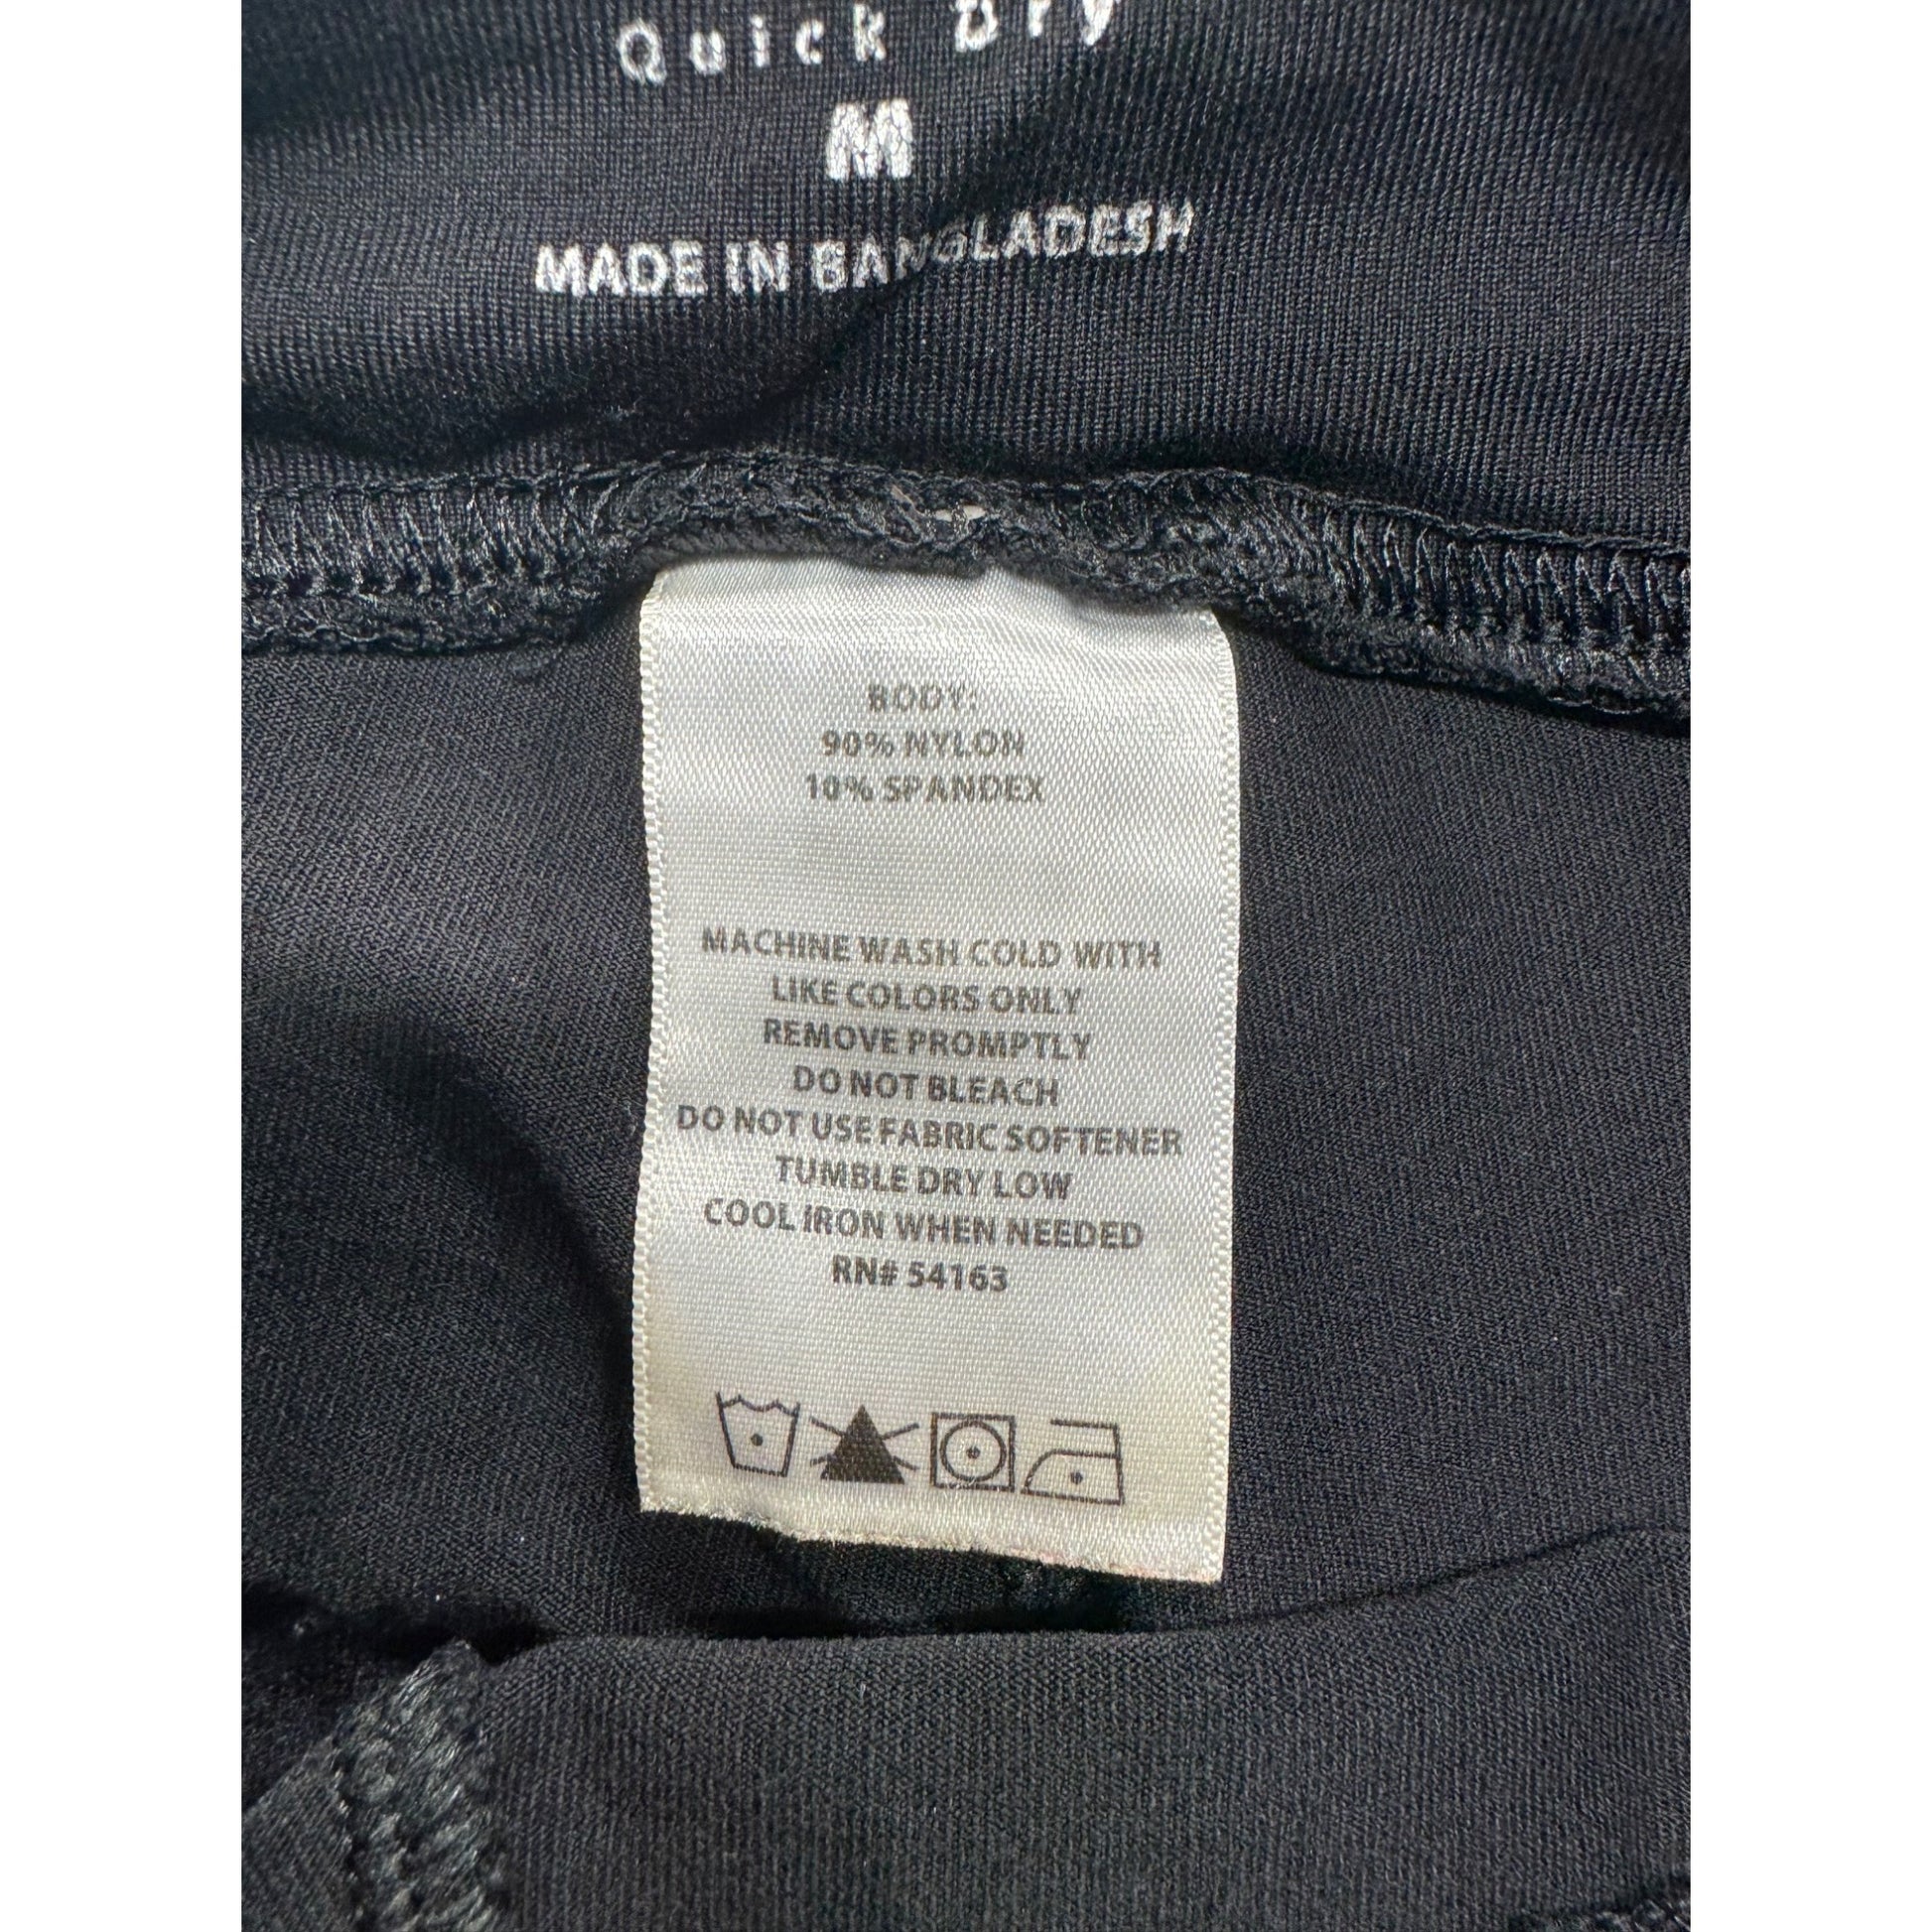 Quick Dry
M
MADE IN BANGLADESH
BODY:
90% NYLON
10% SPANDEX
MACHINE WASH COLD WITH
LIKE COLORS ONLY
REMOVE PROMPTLY
DO NOT BLEACH
DO NOT USE FABRIC SOFTENER
TUMBLE DRY LOW
COOL IRON WHEN NEEDED
RN# 54163